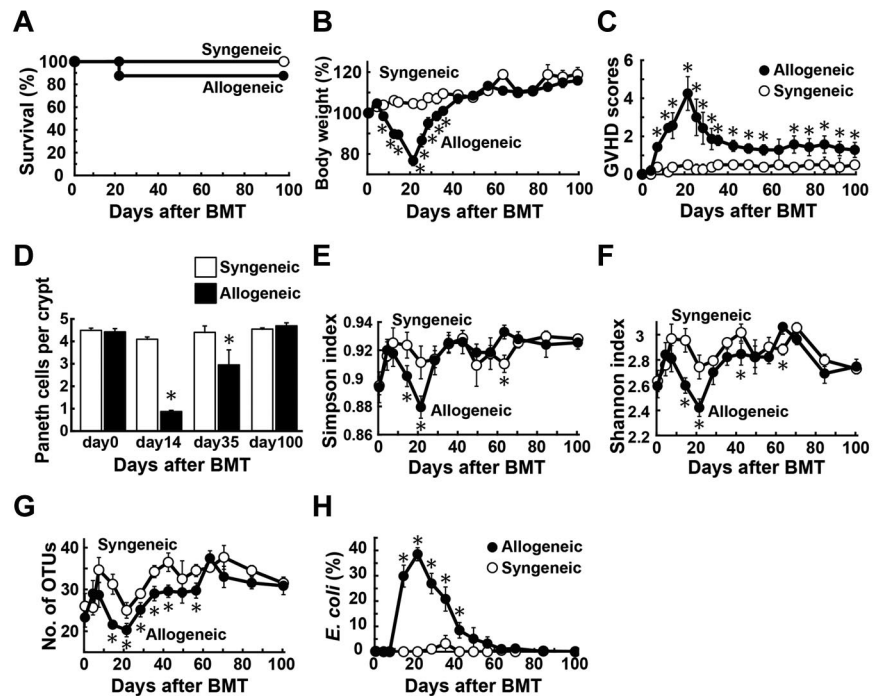 A
Survival (%)
100
80
60
40
20
0
Syngeneic
Allogeneic
0 20 40 60 80 100
Days after BMT
B
Body weight (%)
120
100
80
Syngeneic
Allogeneic
* * * * * * * * *
0 20 40 60 80 100
Days after BMT
C
GVHD scores
6
4
2
0
Allogeneic
Syngeneic
* * * * * * * * * * * * * * * * *
0 20 40 60 80 100
Days after BMT
D
Paneth cells per crypt
5
4
3
2
1
0
Syngeneic
Allogeneic
* *
day0 day14 day35 day100
Days after BMT
E
Simpson index
0.94
0.92
0.90
0.88
0.86
Syngeneic
Allogeneic
* * *
0 20 40 60 80 100
Days after BMT
F
Shannon index
3
2.8
2.6
2.4
2.2
Syngeneic
Allogeneic
* * * *
0 20 40 60 80 100
Days after BMT
G
No. of OTUs
40
30
20
Syngeneic
Allogeneic
* * * * * *
0 20 40 60 80 100
Days after BMT
H
E. coli (%)
40
30
20
10
0
Allogeneic
Syngeneic
* * * * *
0 20 40 60 80 100
Days after BMT